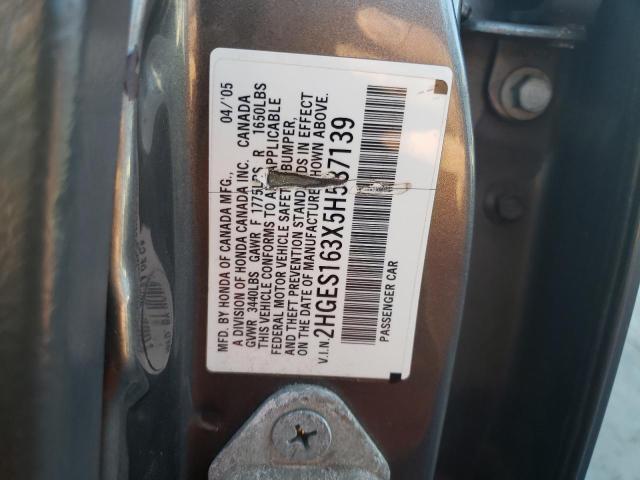 MFD. BY HONDA OF CANADA MFG., 04/'05
A DIVISION OF HONDA CANADA INC. CANADA
GVWR 3440LBS GAWR F 1775LBS R 1650LBS
THIS VEHICLE CONFORMS TO ALL APPLICABLE
FEDERAL MOTOR VEHICLE SAFETY, BUMPER,
AND THEFT PREVENTION STANDARDS IN EFFECT
ON THE DATE OF MANUFACTURE SHOWN ABOVE.
V.I.N. 2HGES163X5H587139
PASSENGER CAR